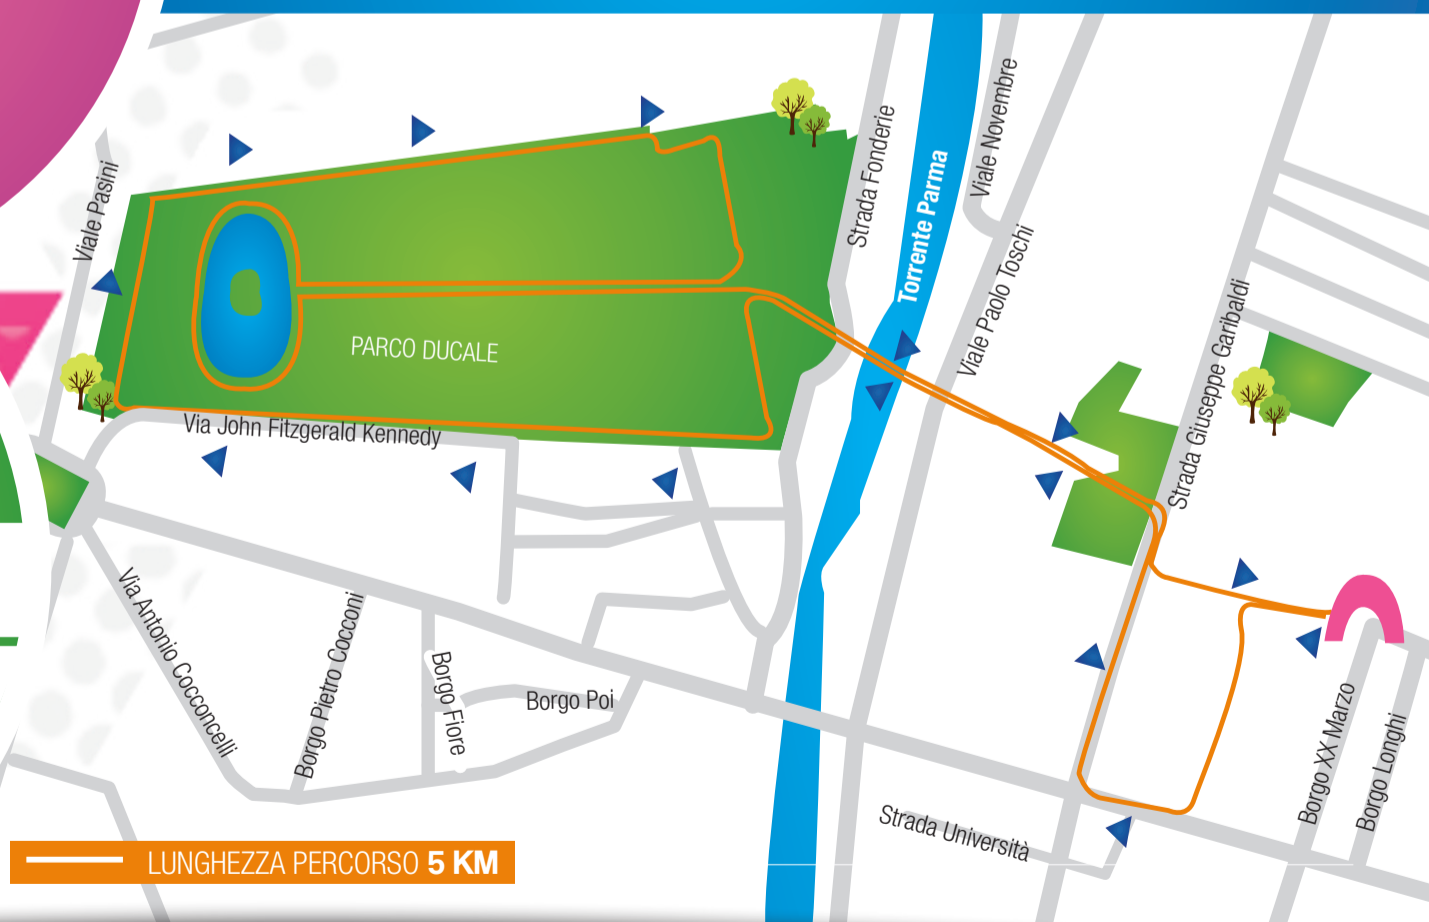 Viale Pasini
Strada Fonderie
Torrente Parma
Viale Novembre
Viale Paolo Toschi
Strada Giuseppe Garibaldi
PARCO DUCALE
Via John Fitzgerald Kennedy
Via Antonio Cocconcelli
Borgo Pietro Cocconi
Borgo Fiore
Borgo Poi
Strada Università
Borgo XX Marzo
Borgo Longhi
LUNGHEZZA PERCORSO 5 KM